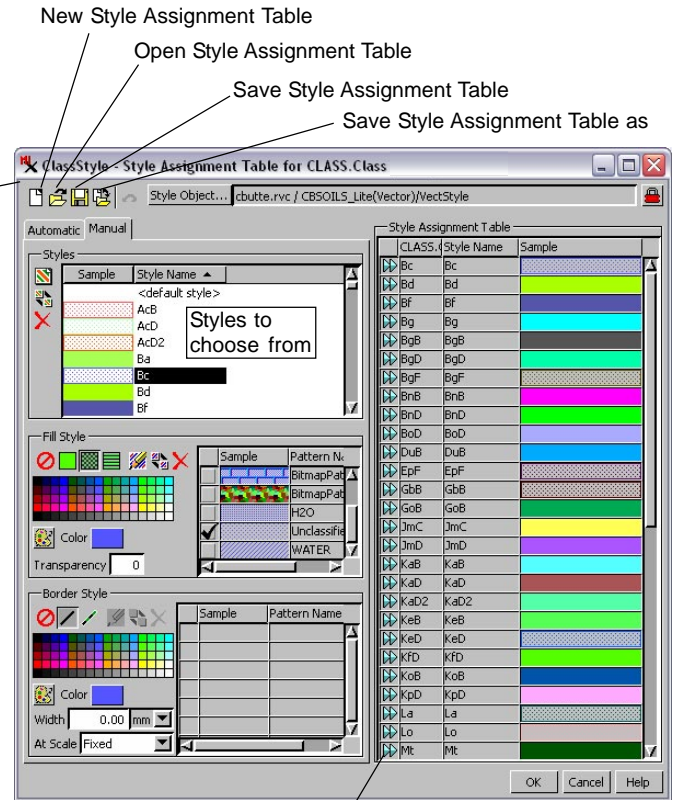 New Style Assignment Table
Open Style Assignment Table
Save Style Assignment Table
Save Style Assignment Table as
ClassStyle - Style Assignment Table for CLASS.Class
Style Object... cbutte.rvc / CBSOILS_Lite(Vector)/VectStyle
Automatic Manual
Styles
Sample Style Name
<default style>
AcB
AcD
AcD2
Ba
Bc
Bd
Bf
Styles to
choose from
Fill Style
Sample Pattern Na
BitmapPat
BitmapPat
H2O
Unclassifie
WATER
Color
Transparency 0
Border Style
Sample Pattern Name
Color
Width 0.00 mm
At Scale Fixed
Style Assignment Table
CLASS.C Style Name Sample
Bc Bc
Bd Bd
Bf Bf
Bg Bg
BgB BgB
BgD BgD
BgF BgF
BnB BnB
BnD BnD
BoD BoD
DuB DuB
EpF EpF
GbB GbB
GoB GoB
JmC JmC
JmD JmD
KaB KaB
KaD KaD
KaD2 KaD2
KeB KeB
KeD KeD
KfD KfD
KoB KoB
KpD KpD
La La
Lo Lo
Mt Mt
OK Cancel Help